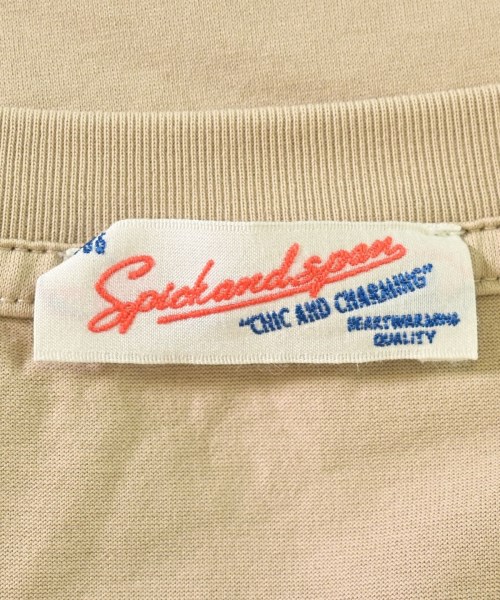 Spickandspan
"CHIC AND CHARMING"
HEARTWARMING
QUALITY